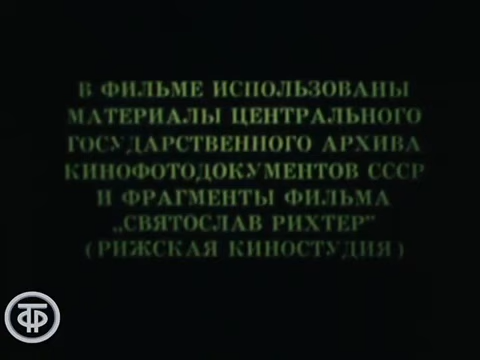 В ФИЛЬМЕ ИСПОЛЬЗОВАНЫ
МАТЕРИАЛЫ ЦЕНТРАЛЬНОГО
ГОСУДАРСТВЕННОГО АРХИВА
КИНОФОТОДОКУМЕНТОВ СССР
И ФРАГМЕНТЫ ФИЛЬМА
„СВЯТОСЛАВ РИХТЕР"
(РИЖСКАЯ КИНОСТУДИЯ)